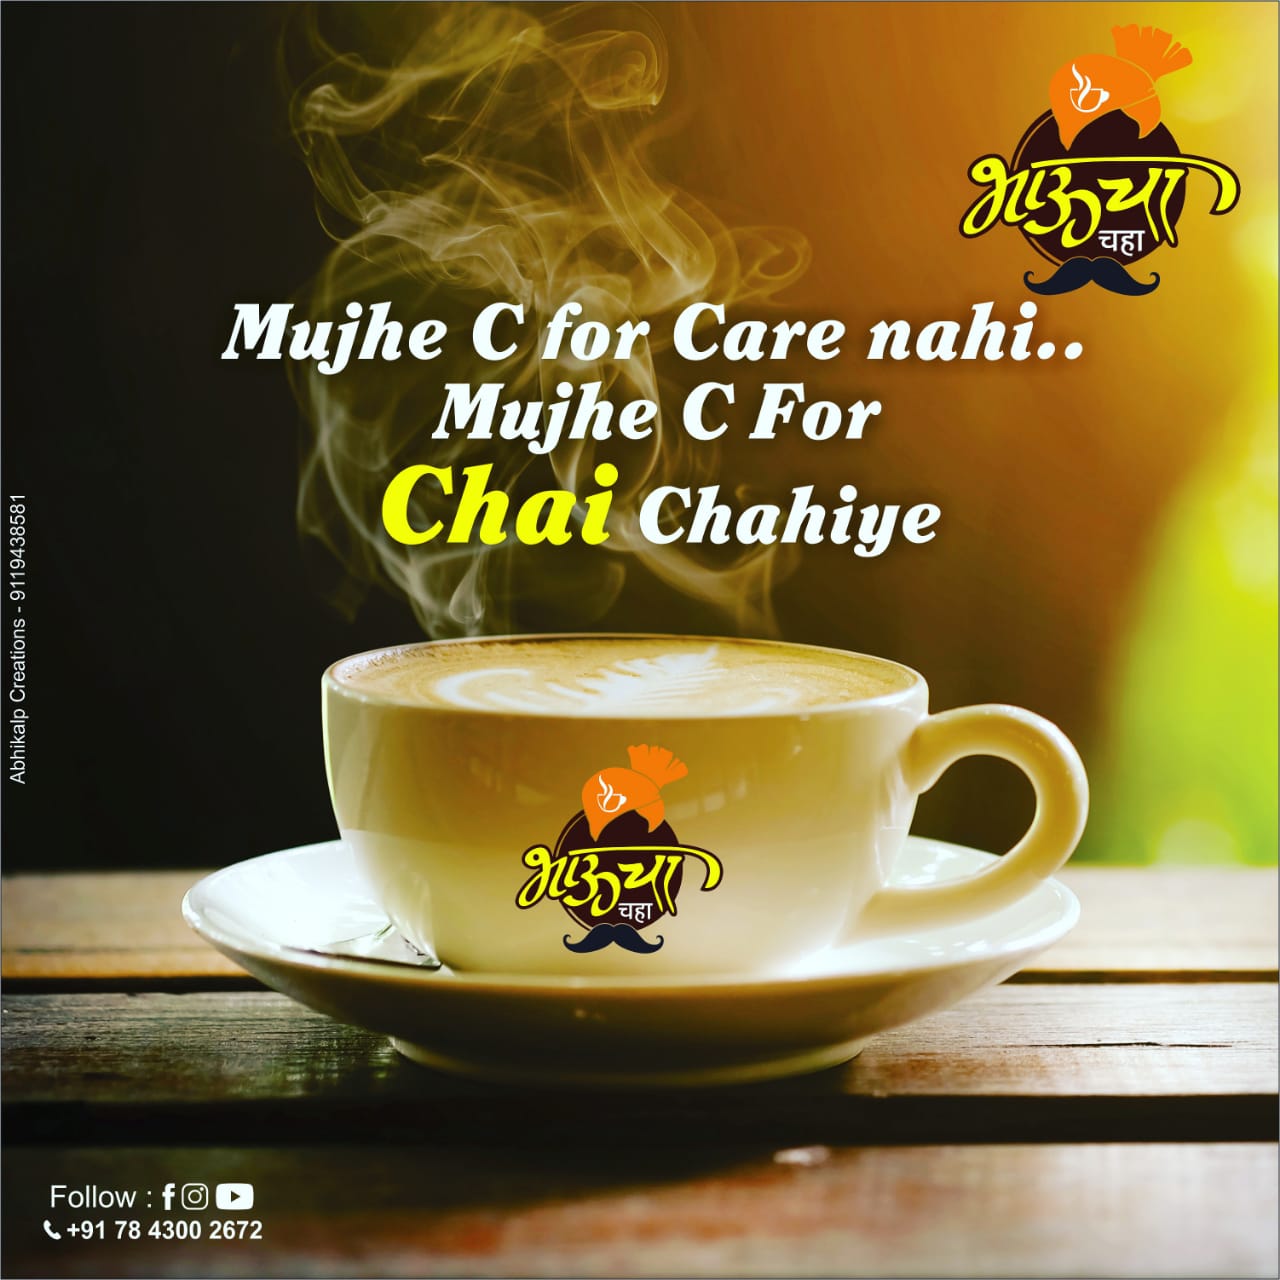 भाऊचा
चहा
Mujhe C for Care nahi..
Mujhe C For
Chai Chahiye
भाऊचा
चहा
Abhikalp Creations - 9119438581
Follow :
+91 78 4300 2672